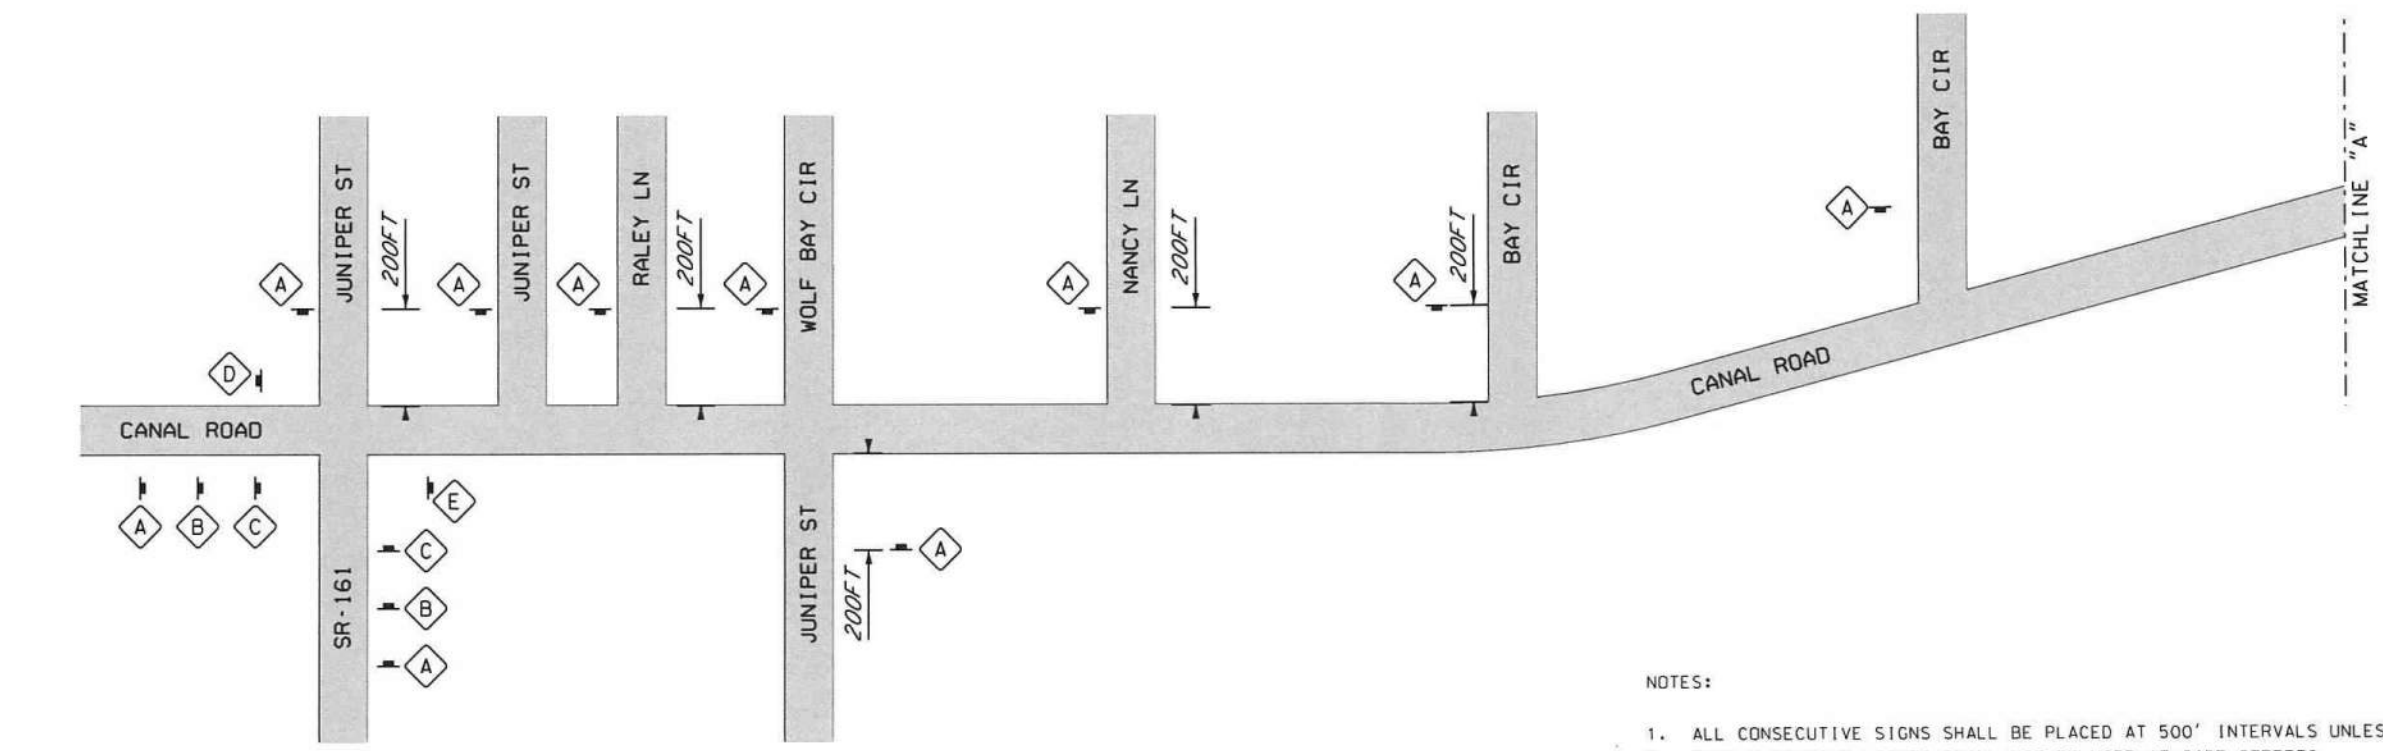 BAY CIR
MATCHLINE "A"
JUNIPER ST
200FT
JUNIPER ST
RALEY LN
200FT
WOLF BAY CIR
NANCY LN
200FT
200FT
BAY CIR
A
A
A
A
A
A
A
D
CANAL ROAD
CANAL ROAD
A
B
C
E
C
B
A
SR-161
JUNIPER ST
200FT
A
NOTES:
1. ALL CONSECUTIVE SIGNS SHALL BE PLACED AT 500' INTERVALS UNLES